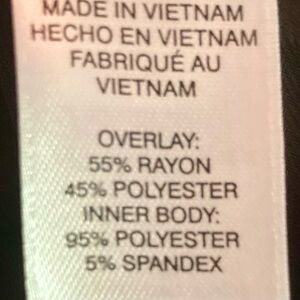 MADE IN VIETNAM
HECHO EN VIETNAM
FABRIQUÉ AU
VIETNAM
OVERLAY:
55% RAYON
45% POLYESTER
INNER BODY:
95% POLYESTER
5% SPANDEX